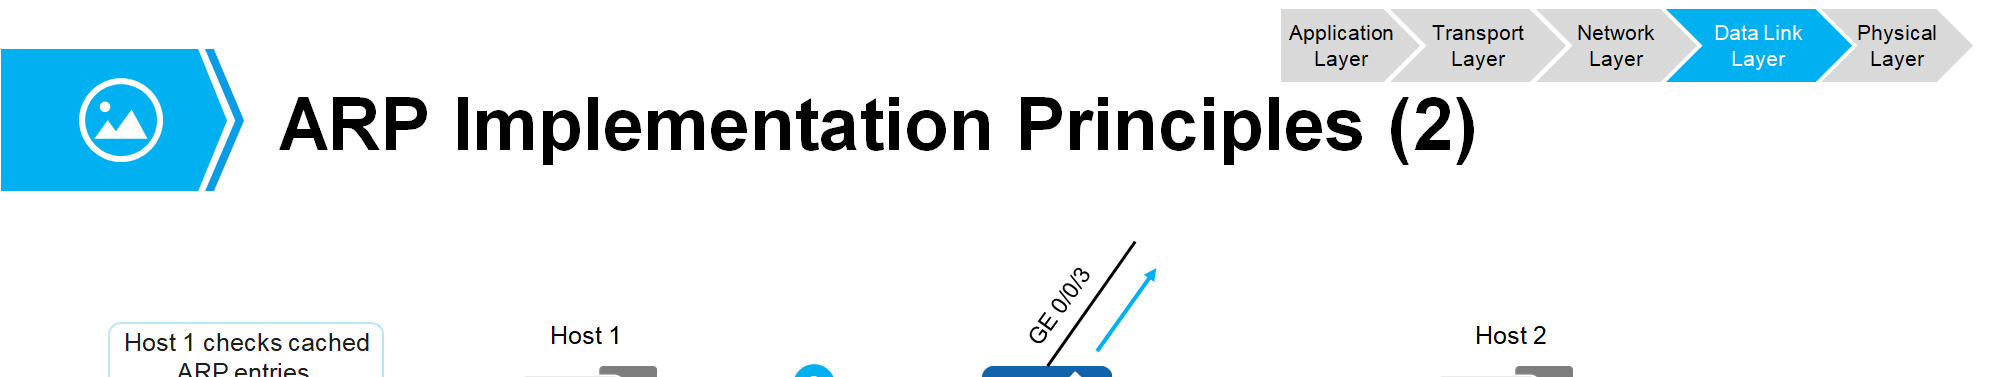 Application Layer
Transport Layer
Network Layer
Data Link Layer
Physical Layer
ARP Implementation Principles (2)
GE 0/0/3
Host 1
Host 2
Host 1 checks cached
ARP entries